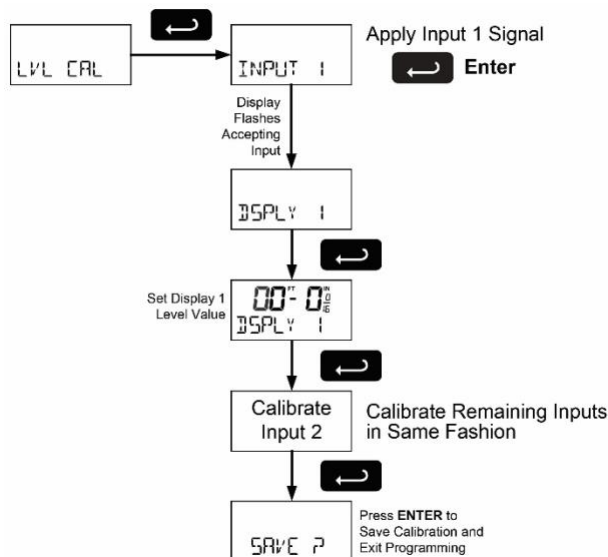 LVL CAL
INPUT 1
Apply Input 1 Signal
Enter
Display
Flashes
Accepting
Input
DSPLY 1
Set Display 1
Level Value
00 FT - 0 IN
DSPLY 1
Calibrate
Input 2
Calibrate Remaining Inputs
in Same Fashion
SAVE ?
Press ENTER to
Save Calibration and
Exit Programming